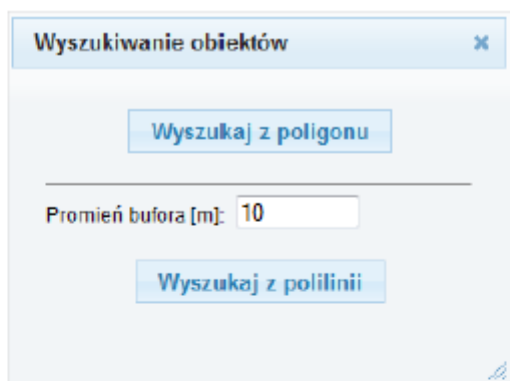 Wyszukiwanie obiektów
Wyszukaj z poligonu
Promień bufora [m]: 10
Wyszukaj z polilinii